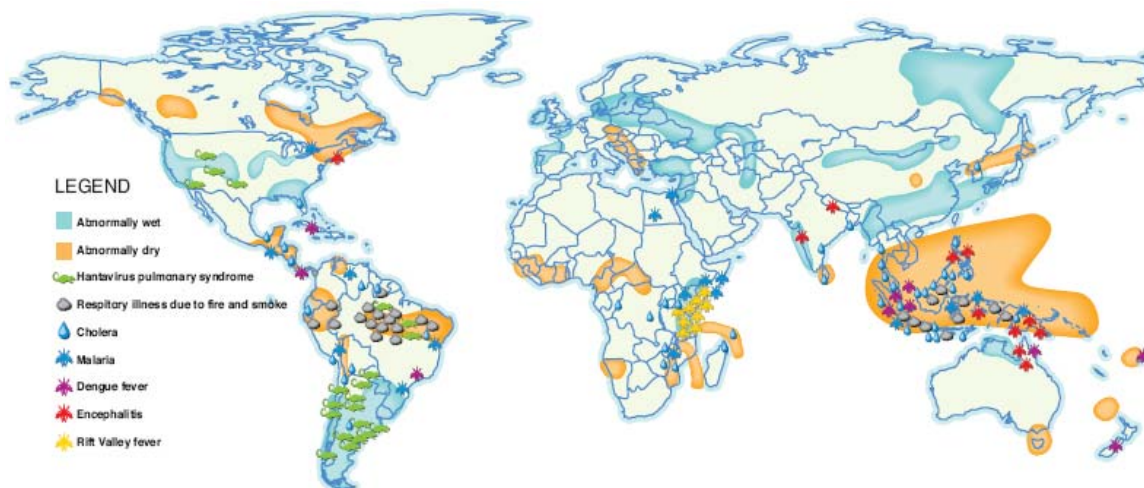 LEGEND
Abnormally wet
Abnormally dry
Hantavirus pulmonary syndrome
Respitory illness due to fire and smoke
Cholera
Malaria
Dengue fever
Encephalitis
Rift Valley fever